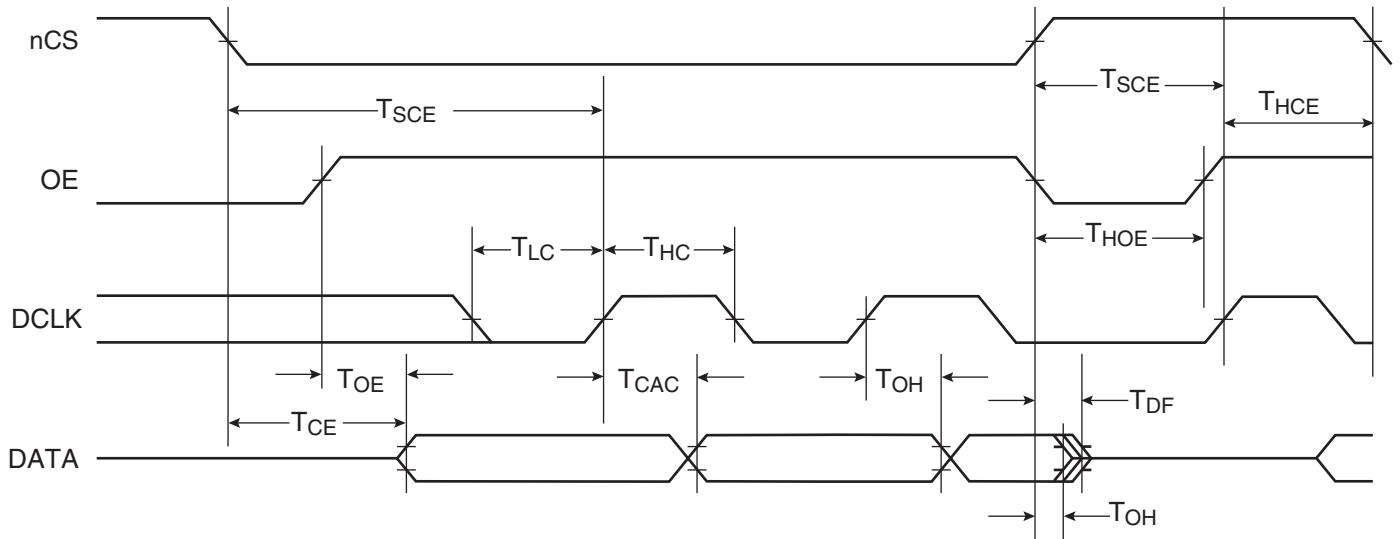 nCS
TSCE
TSCE
THCE
OE
TLC
THC
THOE
DCLK
TOE
TCAC
TOH
TDF
TCE
DATA
TOH